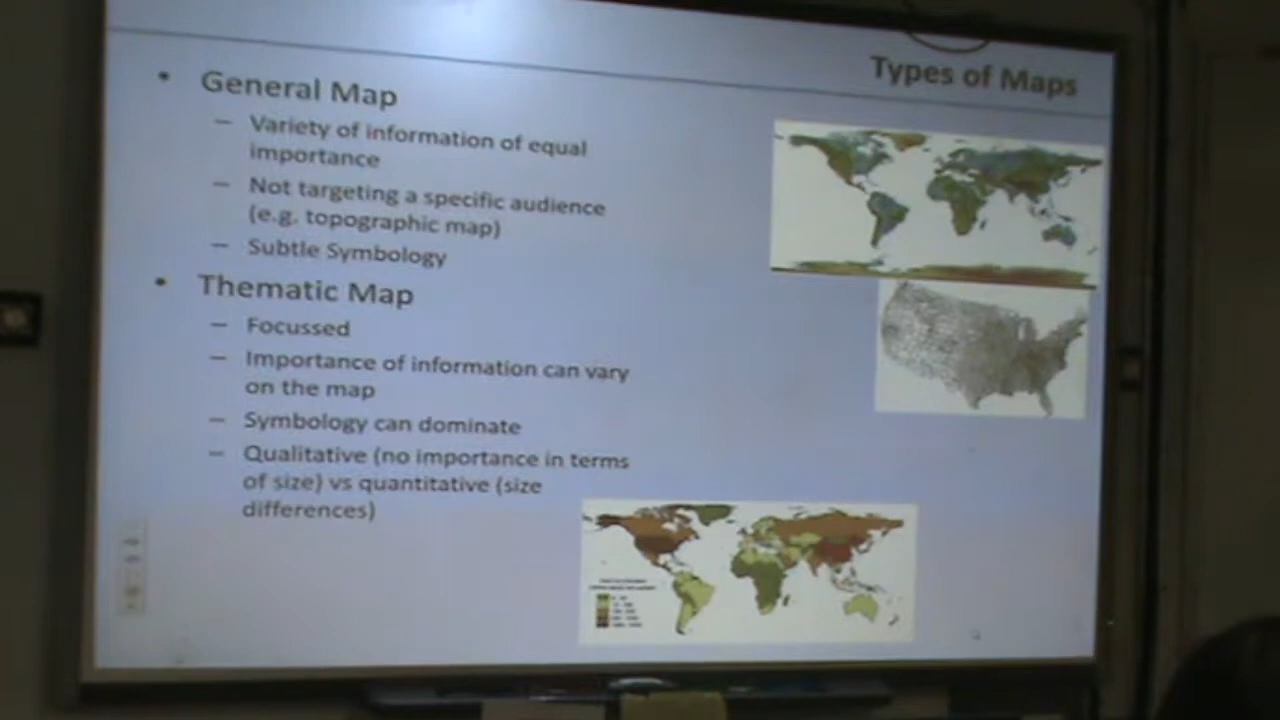 Types of Maps
• General Map
– Variety of information of equal
importance
– Not targeting a specific audience
(e.g. topographic map)
– Subtle Symbology
• Thematic Map
– Focussed
– Importance of information can vary
on the map
– Symbology can dominate
– Qualitative (no importance in terms
of size) vs quantitative (size
differences)